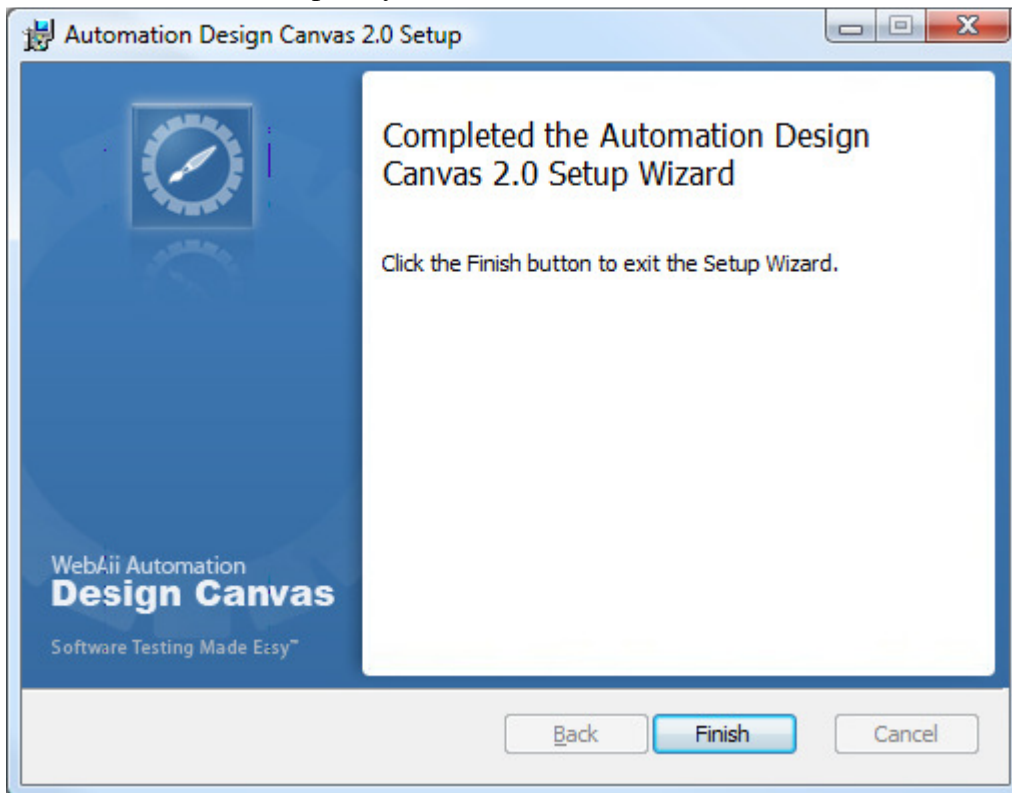 Automation Design Canvas 2.0 Setup
Completed the Automation Design
Canvas 2.0 Setup Wizard
Click the Finish button to exit the Setup Wizard.
WebAii Automation
Design Canvas
Software Testing Made Easy™
Back
Finish
Cancel